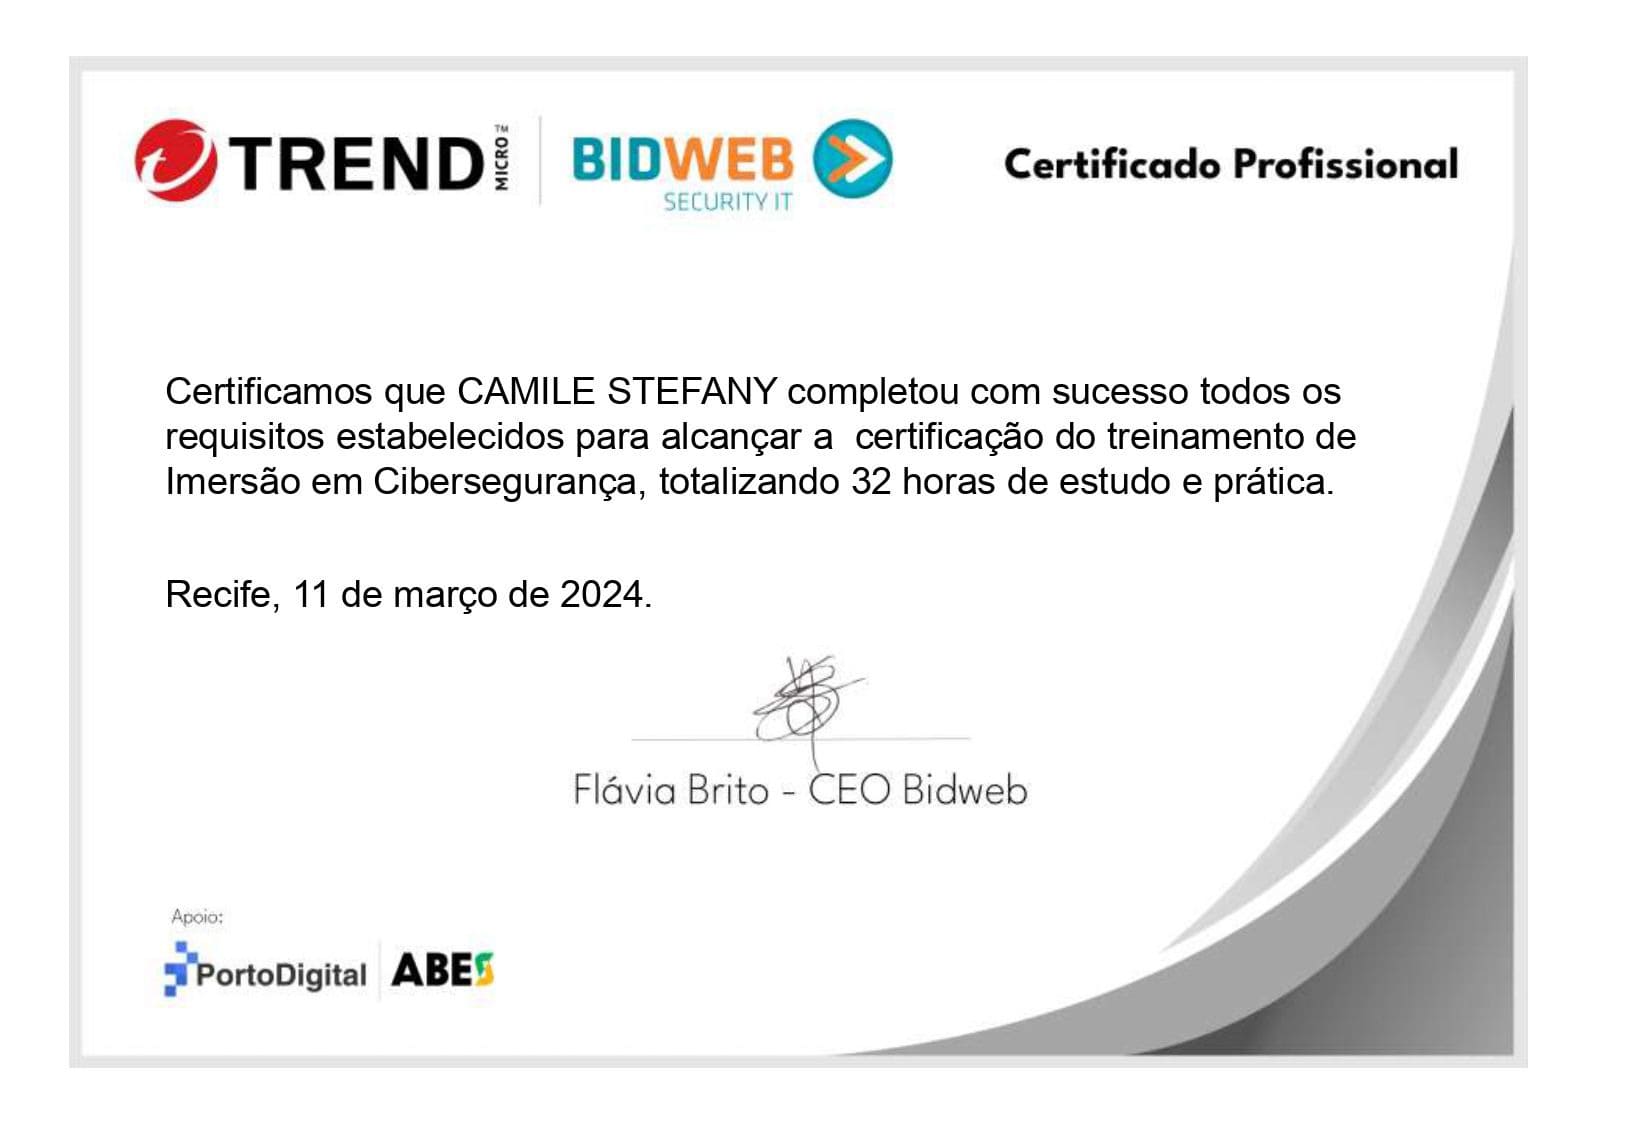 TREND MICRO™
BIDWEB
SECURITY IT
Certificado Profissional
Certificamos que CAMILE STEFANY completou com sucesso todos os
requisitos estabelecidos para alcançar a  certificação do treinamento de
Imersão em Cibersegurança, totalizando 32 horas de estudo e prática.
Recife, 11 de março de 2024.
Flávia Brito - CEO Bidweb
Apoio:
PortoDigital
ABES